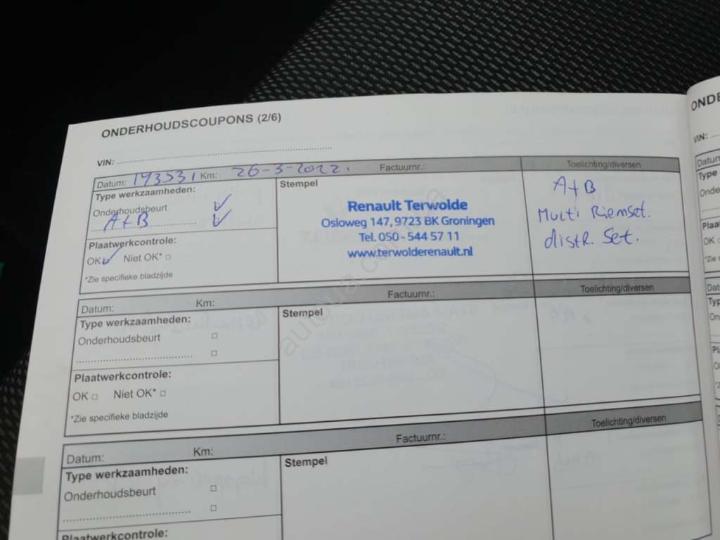 ONDERHOUDSCOUPONS (2/6)
VIN:
Datum: 193531 Km: 26-3-2022. Factuurnr.: Toelichting/diversen
Type werkzaamheden:
Onderhoudsbeurt ✓
A+B ✓
Plaatwerkcontrole:
OK ✓ Niet OK* □
*Zie specifieke bladzijde
Stempel
Renault Terwolde
Osloweg 147, 9723 BK Groningen
Tel. 050 - 544 57 11
www.terwolderenault.nl
A+B
Multi Riemset.
distr. Set.
Datum: Km: Factuurnr.: Toelichting/diversen
Type werkzaamheden:
Onderhoudsbeurt □
□
Plaatwerkcontrole:
OK □ Niet OK* □
*Zie specifieke bladzijde
Stempel
Datum: Km: Factuurnr.: Toelichting/diversen
Type werkzaamheden:
Onderhoudsbeurt □
□
Plaatwerkcontrole:
Stempel
ONDE
VIN:
Datum
Type